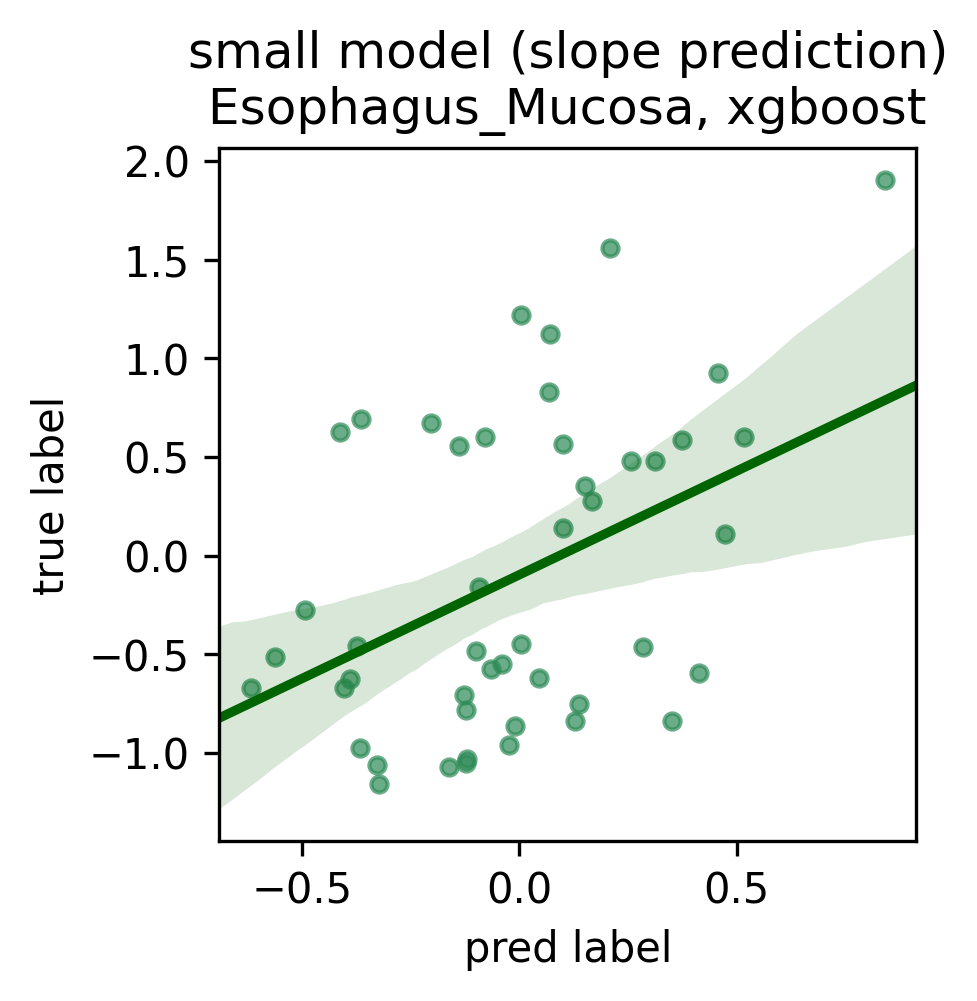 small model (slope prediction)
Esophagus_Mucosa, xgboost
2.0
1.5
1.0
0.5
0.0
−0.5
−1.0
true label
−0.5 0.0 0.5
pred label